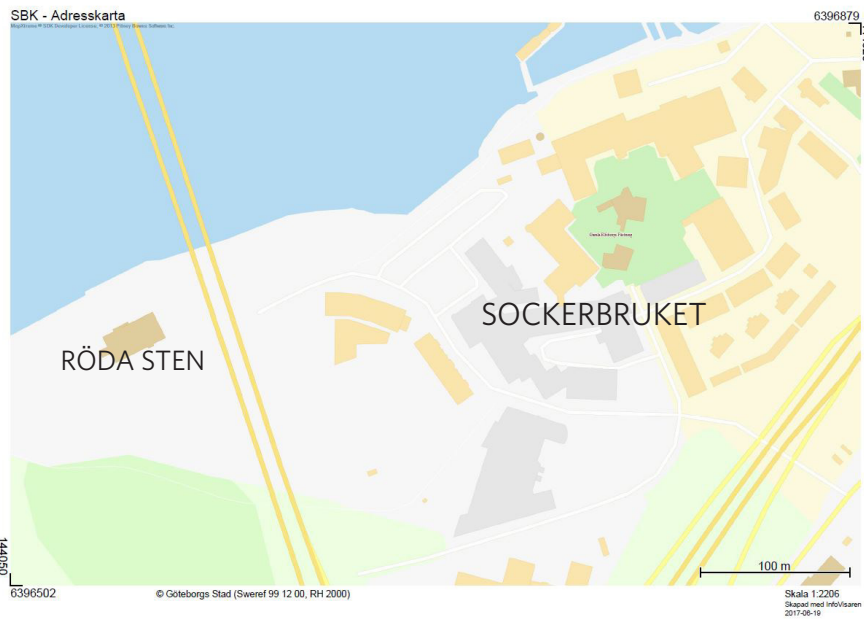 SBK - Adresskarta
6396879
SOCKERBRUKET
RÖDA STEN
144050
100 m
6396502
© Göteborgs Stad (Sweref 99 12 00, RH 2000)
Skala 1:2206
Skapad med InfoVisaren
2017-06-19